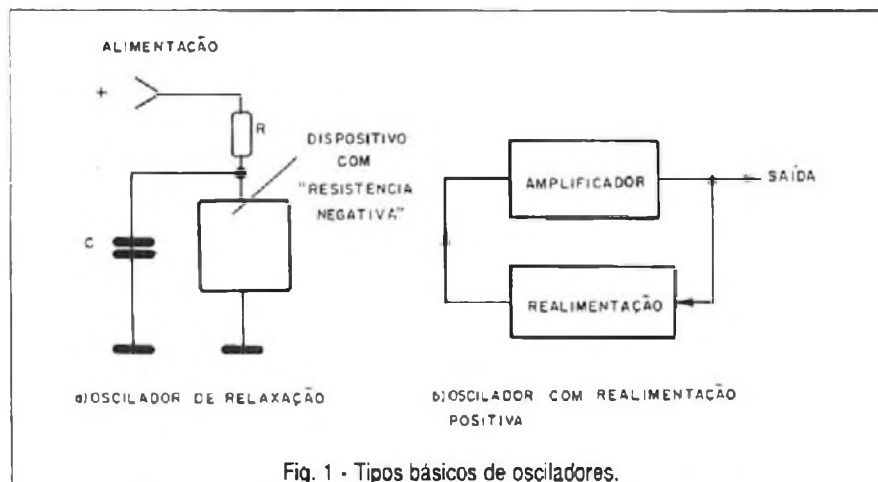 ALIMENTAÇÃO
+
R
DISPOSITIVO
COM
"RESISTÊNCIA
NEGATIVA"
C
a) OSCILADOR DE RELAXAÇÃO
AMPLIFICADOR
SAÍDA
REALIMENTAÇÃO
b) OSCILADOR COM REALIMENTAÇÃO
POSITIVA
Fig. 1 - Tipos básicos de osciladores.